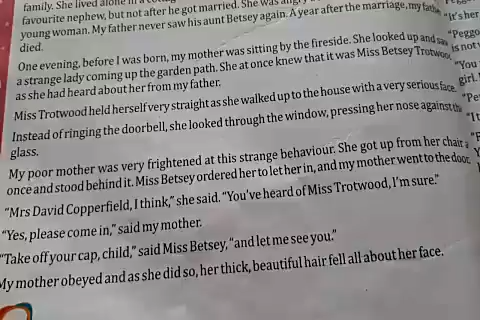 family. She lived alone in a
favourite nephew, but not after he got married. She was angry
young woman. My father never saw his aunt Betsey again. A year after the marriage, my father
died.
One evening, before I was born, my mother was sitting by the fireside. She looked up and saw
a strange lady coming up the garden path. She at once knew that it was Miss Betsey Trotwood,
as she had heard about her from my father.
Miss Trotwood held herself very straight as she walked up to the house with a very serious face.
Instead of ringing the doorbell, she looked through the window, pressing her nose against the
glass.
My poor mother was very frightened at this strange behaviour. She got up from her chair a
once and stood behind it. Miss Betsey ordered her to let her in, and my mother went to the door.
“Mrs David Copperfield, I think,” she said. “You've heard of Miss Trotwood, I'm sure.”
“Yes, please come in,” said my mother.
“Take off your cap, child,” said Miss Betsey, “and let me see you.”
My mother obeyed and as she did so, her thick, beautiful hair fell all about her face.
“It's her
“Peggo
is not
“You
girl.
“Pe
“I